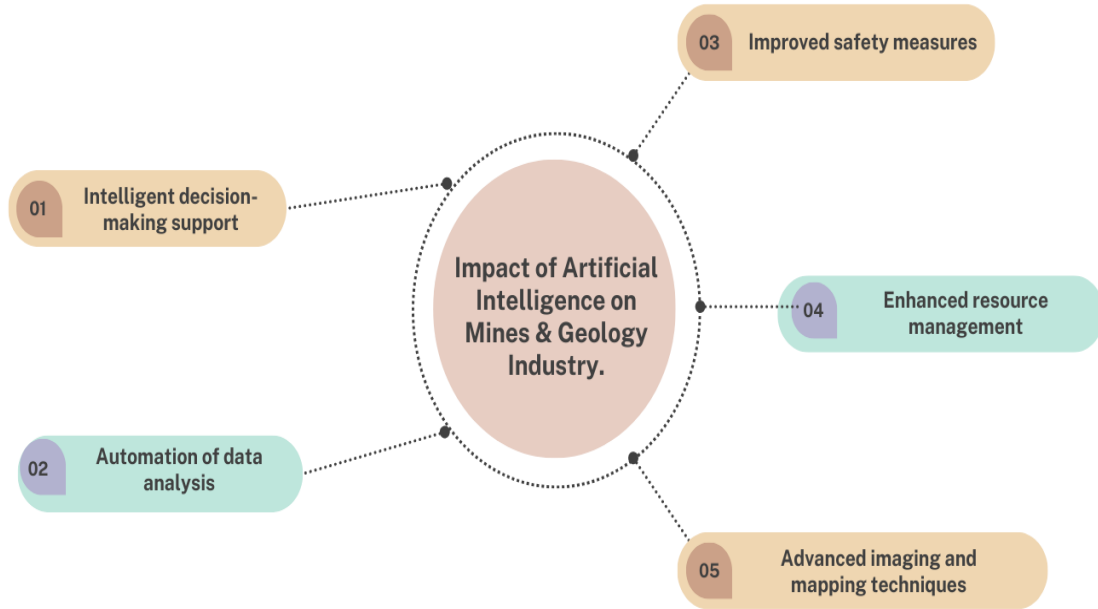 Impact of Artificial
Intelligence on
Mines & Geology
Industry.
01
Intelligent decision-
making support
02
Automation of data
analysis
03
Improved safety measures
04
Enhanced resource
management
05
Advanced imaging and
mapping techniques